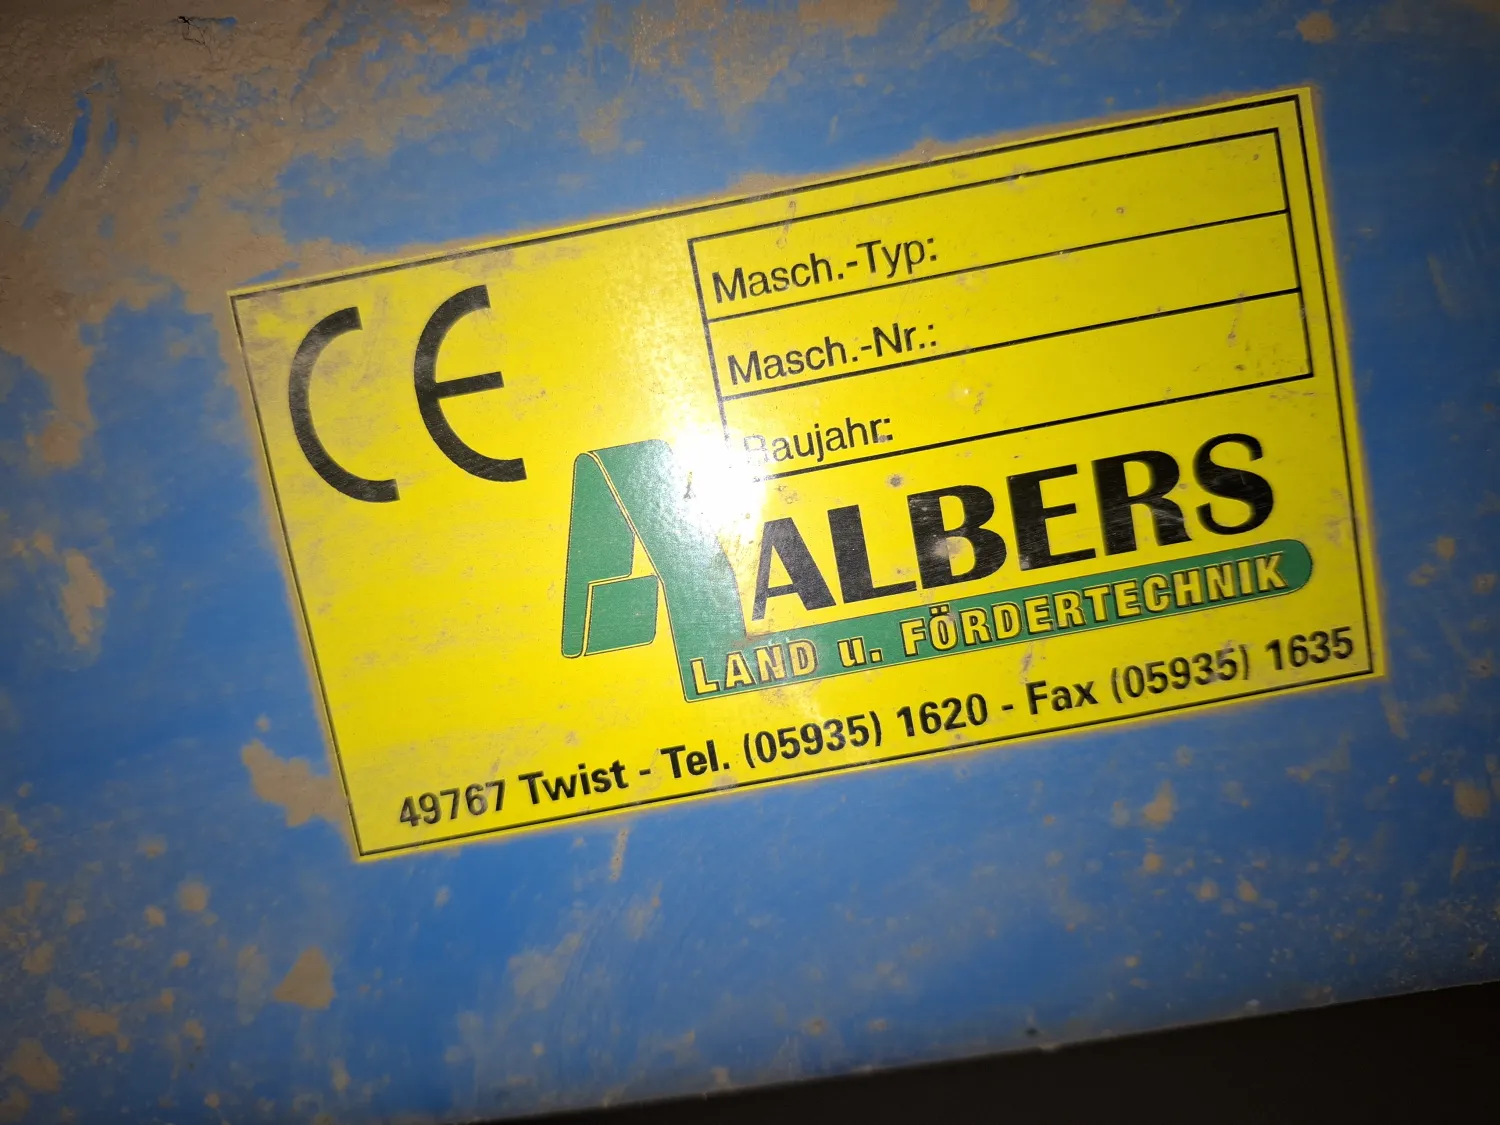 CE
Masch.-Typ:
Masch.-Nr.:
Baujahr:
ALBERS
LAND u. FÖRDERTECHNIK
49767 Twist - Tel. (05935) 1620 - Fax (05935) 1635